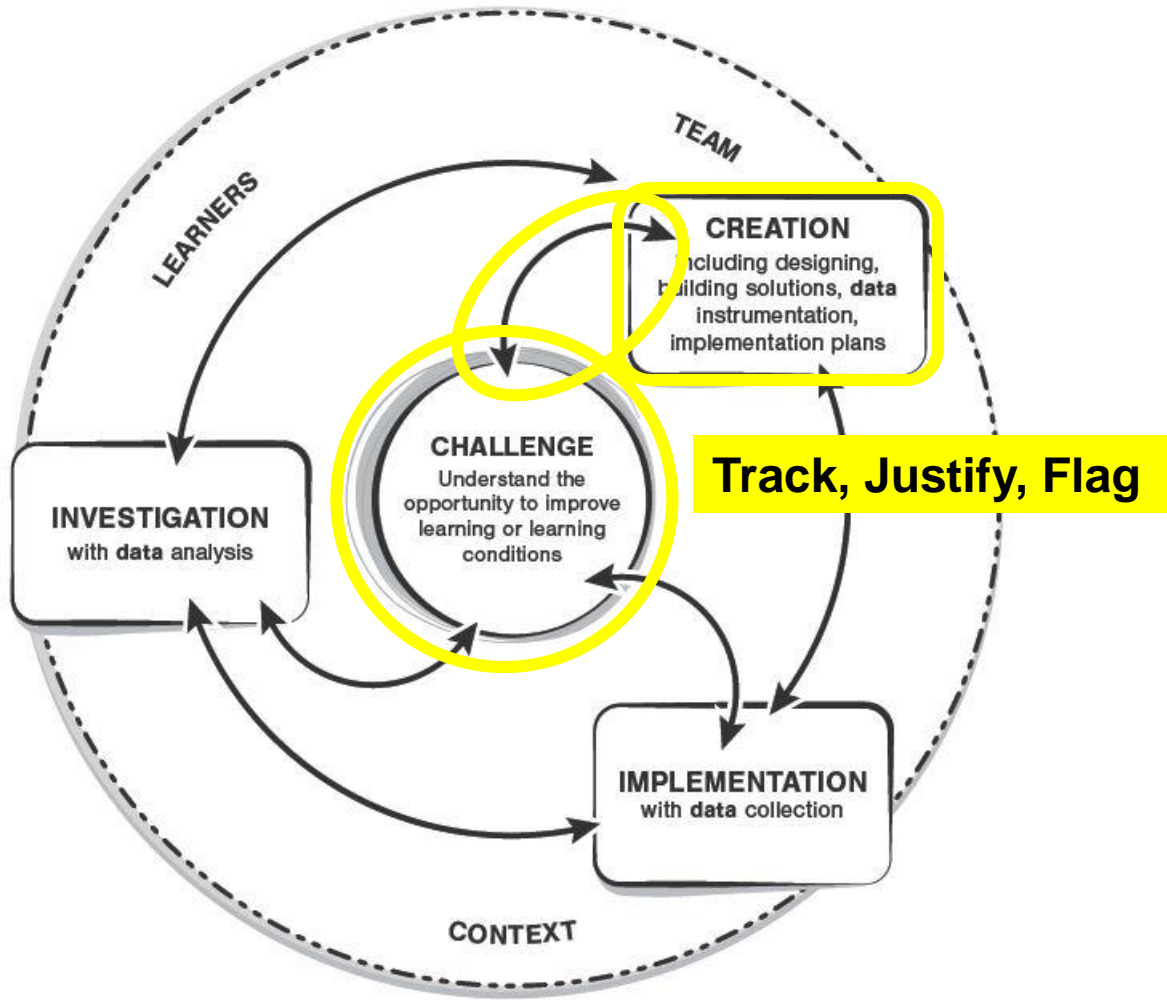 TEAM
LEARNERS
CREATION
including designing,
building solutions, data
instrumentation,
implementation plans
CHALLENGE
Understand the
opportunity to improve
learning or learning
conditions
Track, Justify, Flag
INVESTIGATION
with data analysis
IMPLEMENTATION
with data collection
CONTEXT